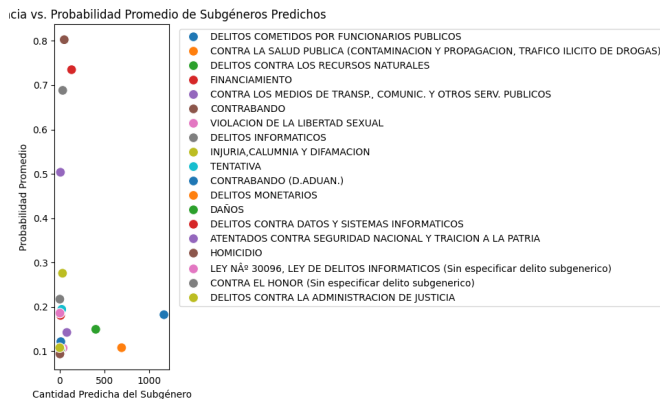 cia vs. Probabilidad Promedio de Subgéneros Predichos
DELITOS COMETIDOS POR FUNCIONARIOS PUBLICOS
CONTRA LA SALUD PUBLICA (CONTAMINACION Y PROPAGACION, TRAFICO ILICITO DE DROGAS)
DELITOS CONTRA LOS RECURSOS NATURALES
FINANCIAMIENTO
CONTRA LOS MEDIOS DE TRANSP., COMUNIC. Y OTROS SERV. PUBLICOS
CONTRABANDO
VIOLACION DE LA LIBERTAD SEXUAL
DELITOS INFORMATICOS
INJURIA,CALUMNIA Y DIFAMACION
TENTATIVA
CONTRABANDO (D.ADUAN.)
DELITOS MONETARIOS
DAÑOS
DELITOS CONTRA DATOS Y SISTEMAS INFORMATICOS
ATENTADOS CONTRA SEGURIDAD NACIONAL Y TRAICION A LA PATRIA
HOMICIDIO
LEY NÂº 30096, LEY DE DELITOS INFORMATICOS (Sin especificar delito subgenerico)
CONTRA EL HONOR (Sin especificar delito subgenerico)
DELITOS CONTRA LA ADMINISTRACION DE JUSTICIA
Probabilidad Promedio
0.8
0.7
0.6
0.5
0.4
0.3
0.2
0.1
0 500 1000
Cantidad Predicha del Subgénero